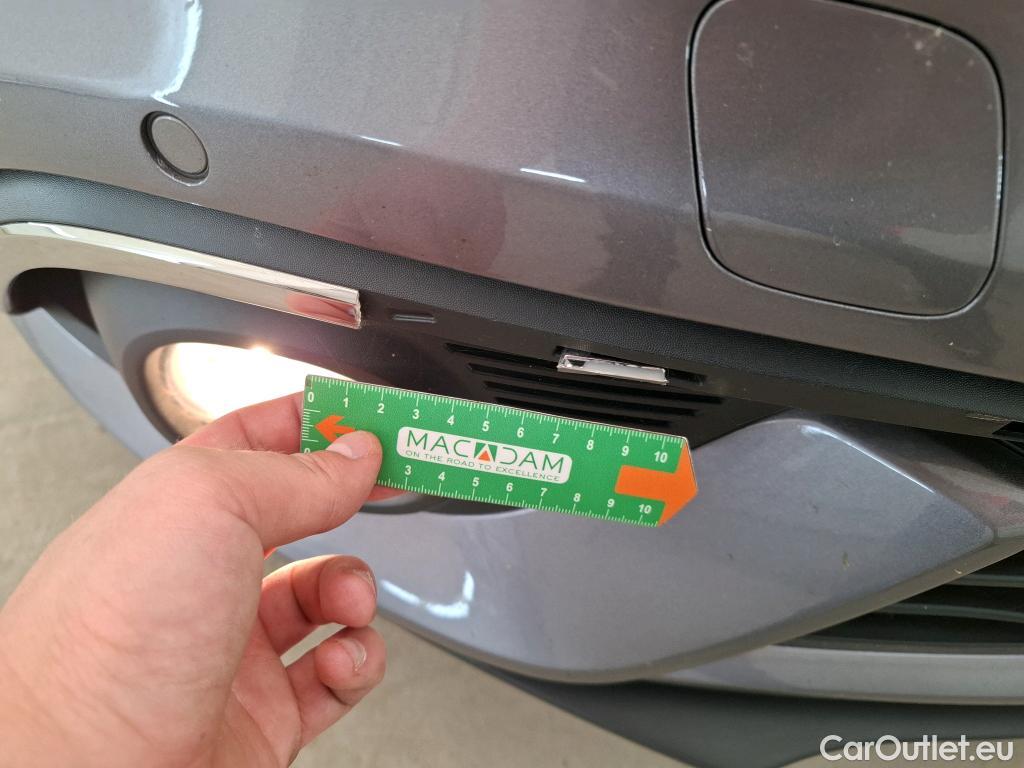 0 1 2 3 4 5 6 7 8 9 10
MACADAM
ON THE ROAD TO EXCELLENCE
0 3 4 5 6 7 8 9 10
CarOutlet.eu